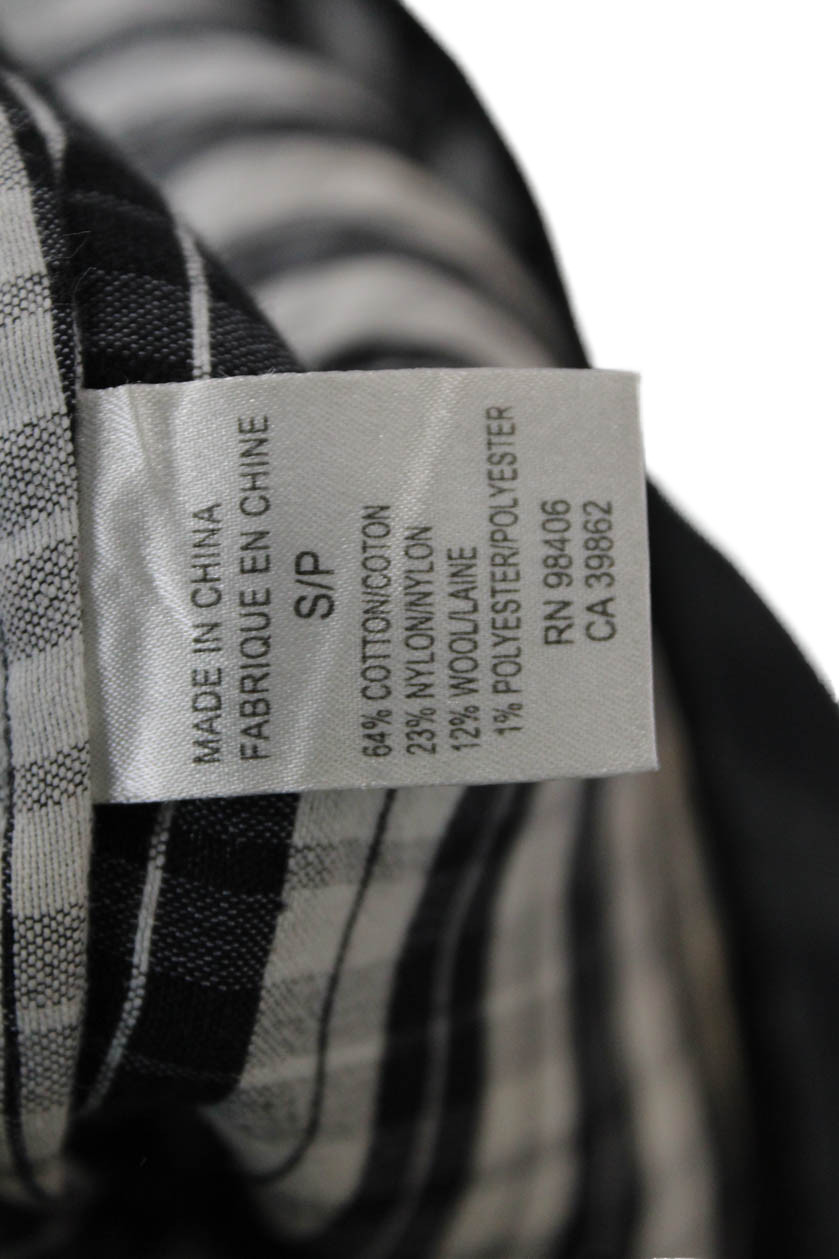 MADE IN CHINA
FABRIQUE EN CHINE
S/P
64% COTTON/COTON
23% NYLON/NYLON
12% WOOL/LAINE
1% POLYESTER/POLYESTER
RN 98406
CA 39862